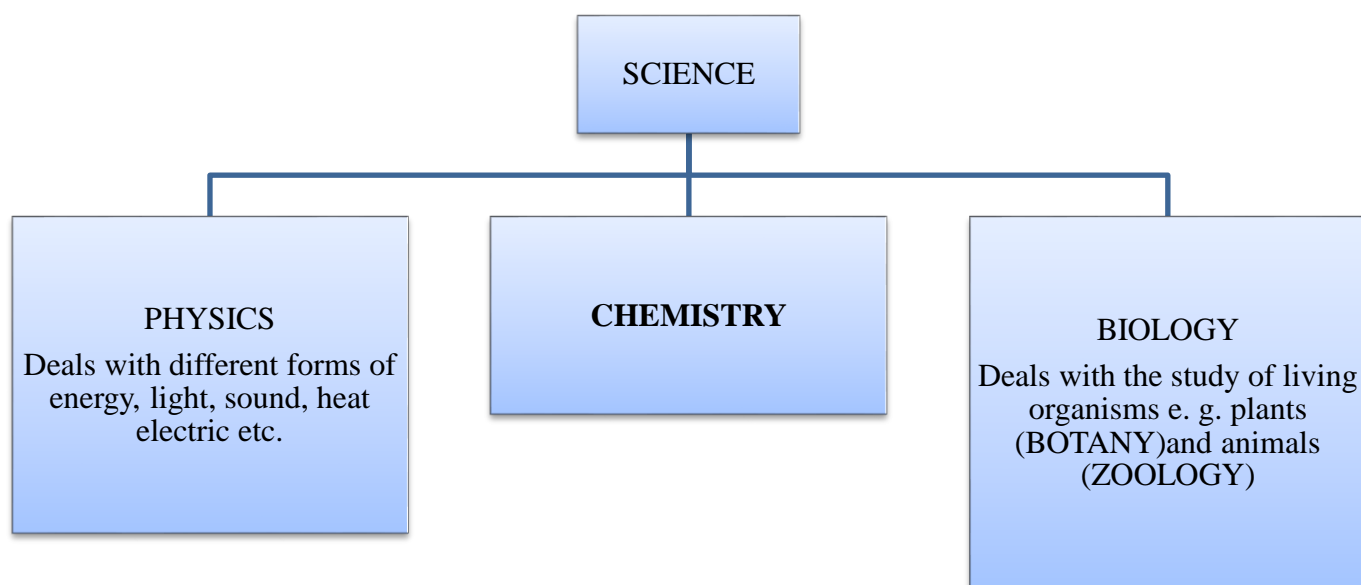 SCIENCE
PHYSICS
Deals with different forms of
energy, light, sound, heat
electric etc.
CHEMISTRY
BIOLOGY
Deals with the study of living
organisms e. g. plants
(BOTANY)and animals
(ZOOLOGY)